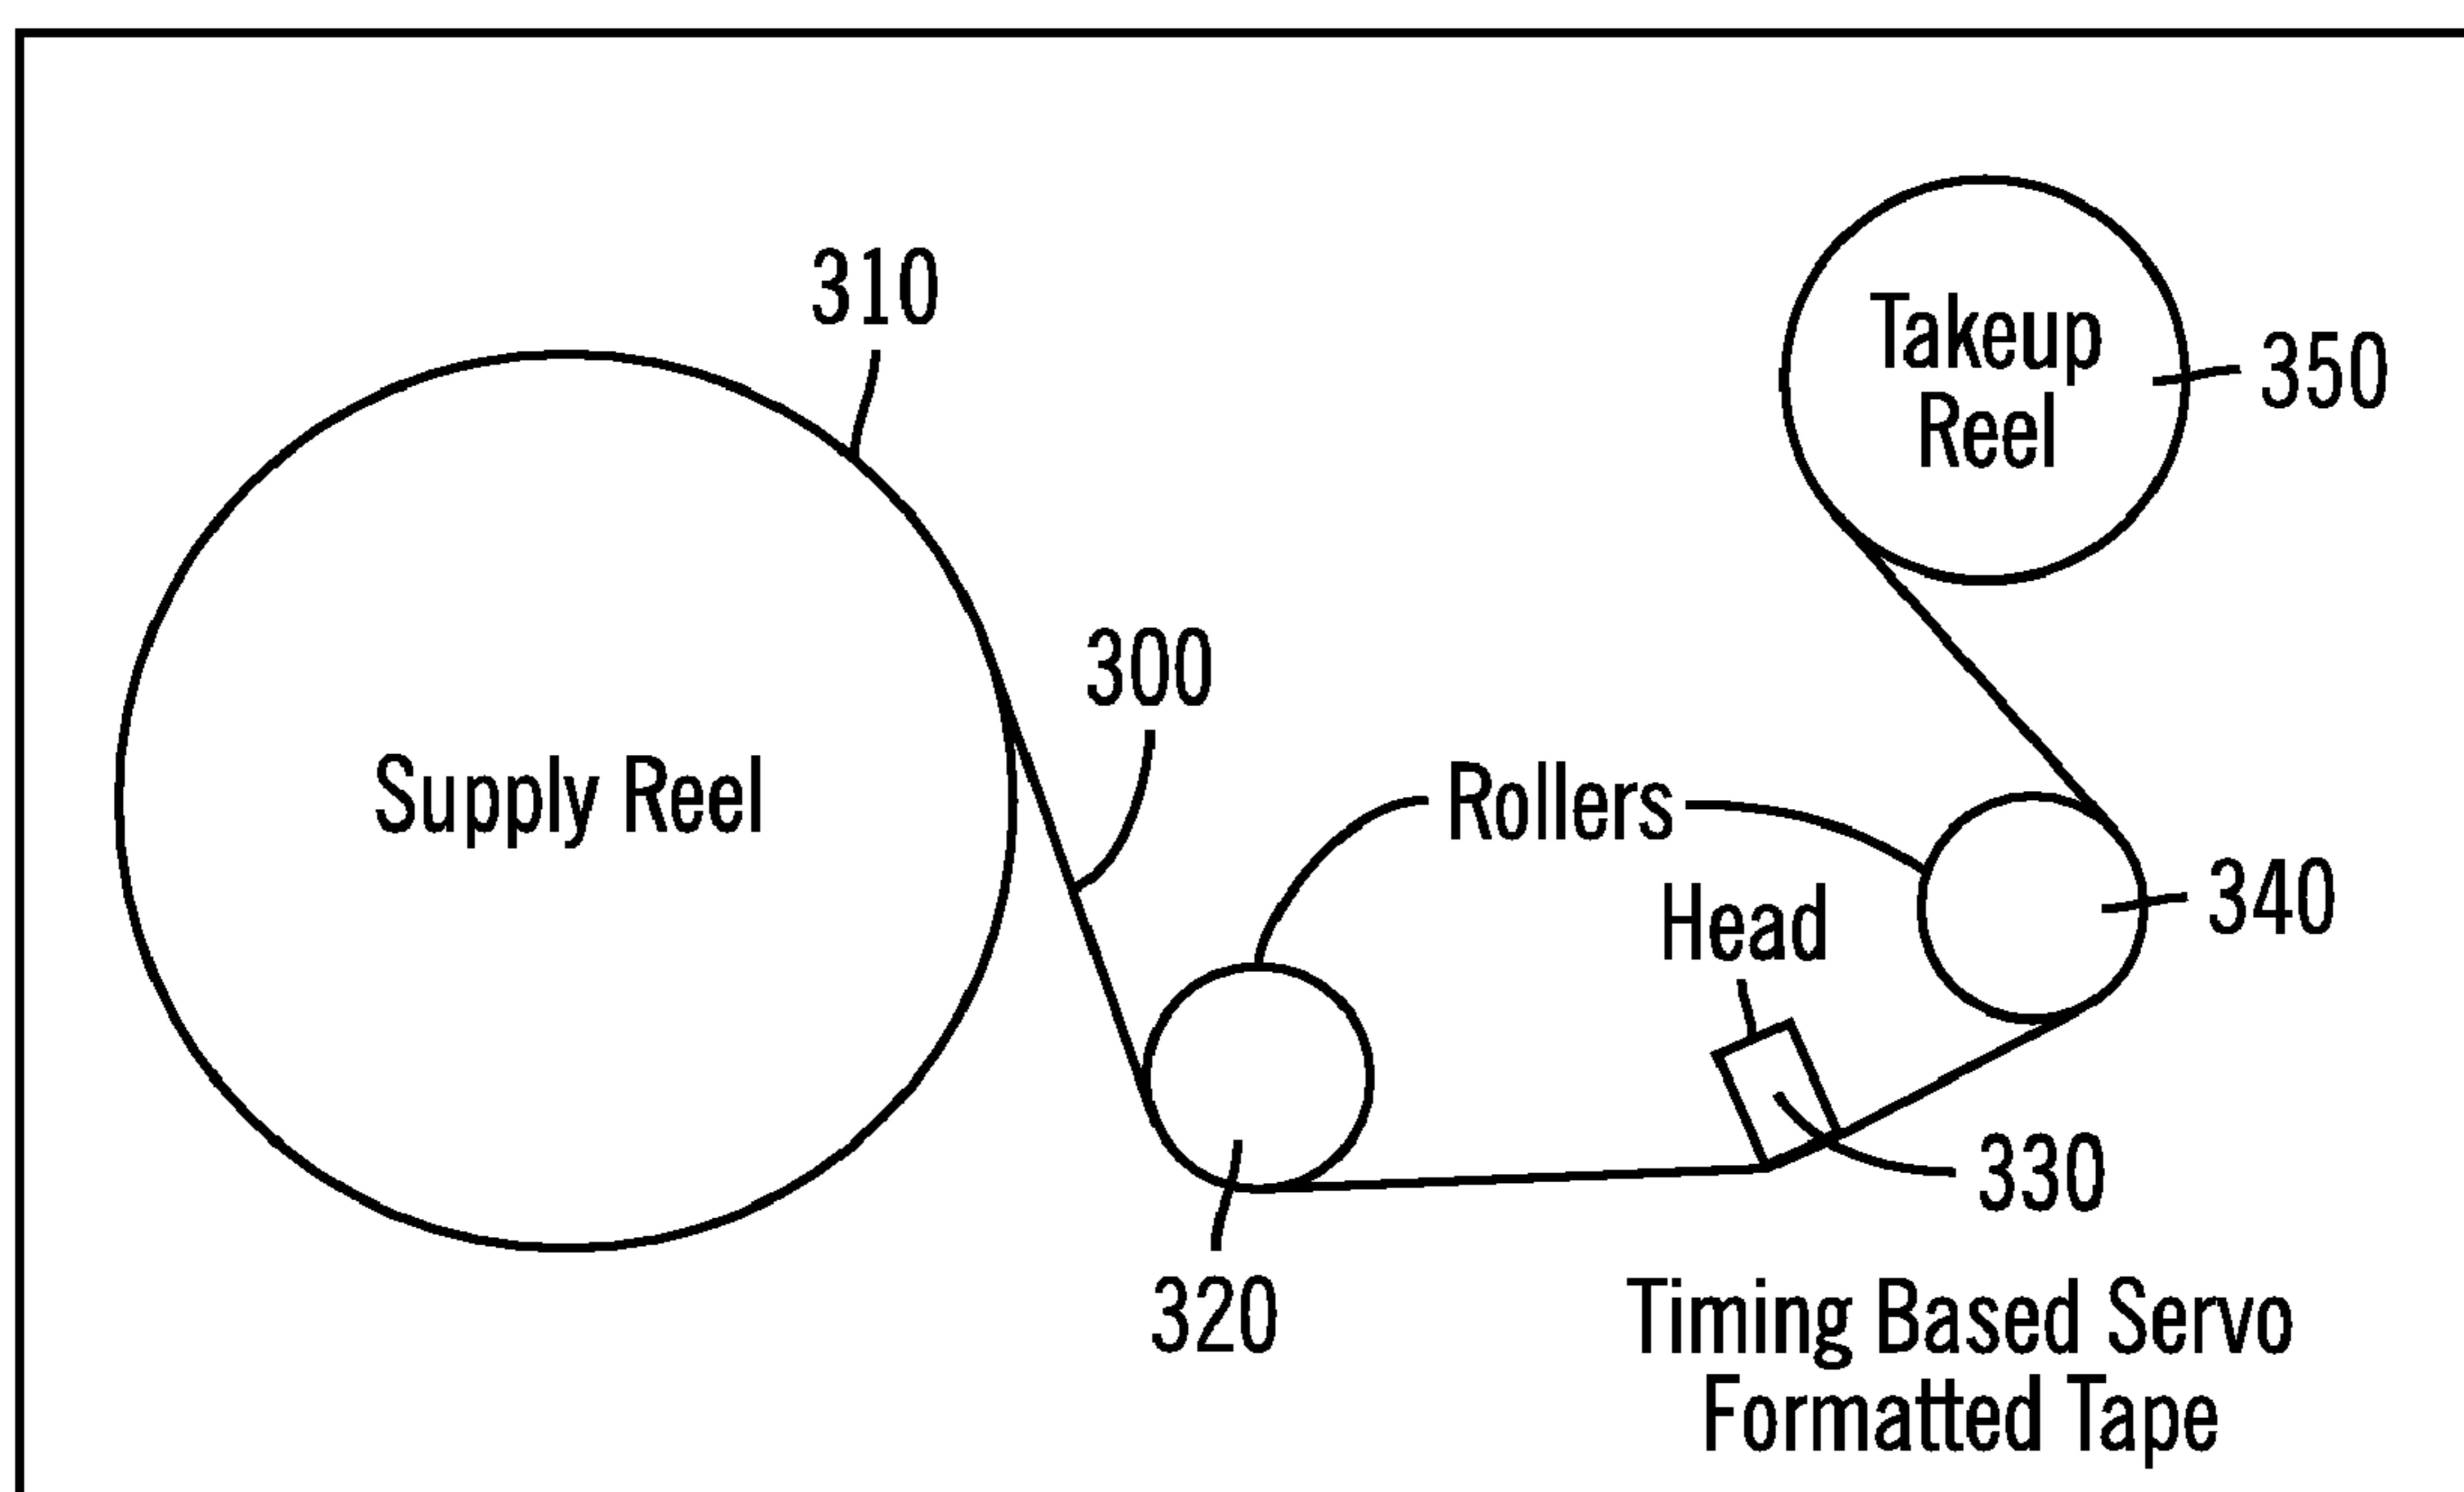 310
Takeup
Reel
350
300
Supply Reel
Rollers
Head
340
330
320
Timing Based Servo
Formatted Tape